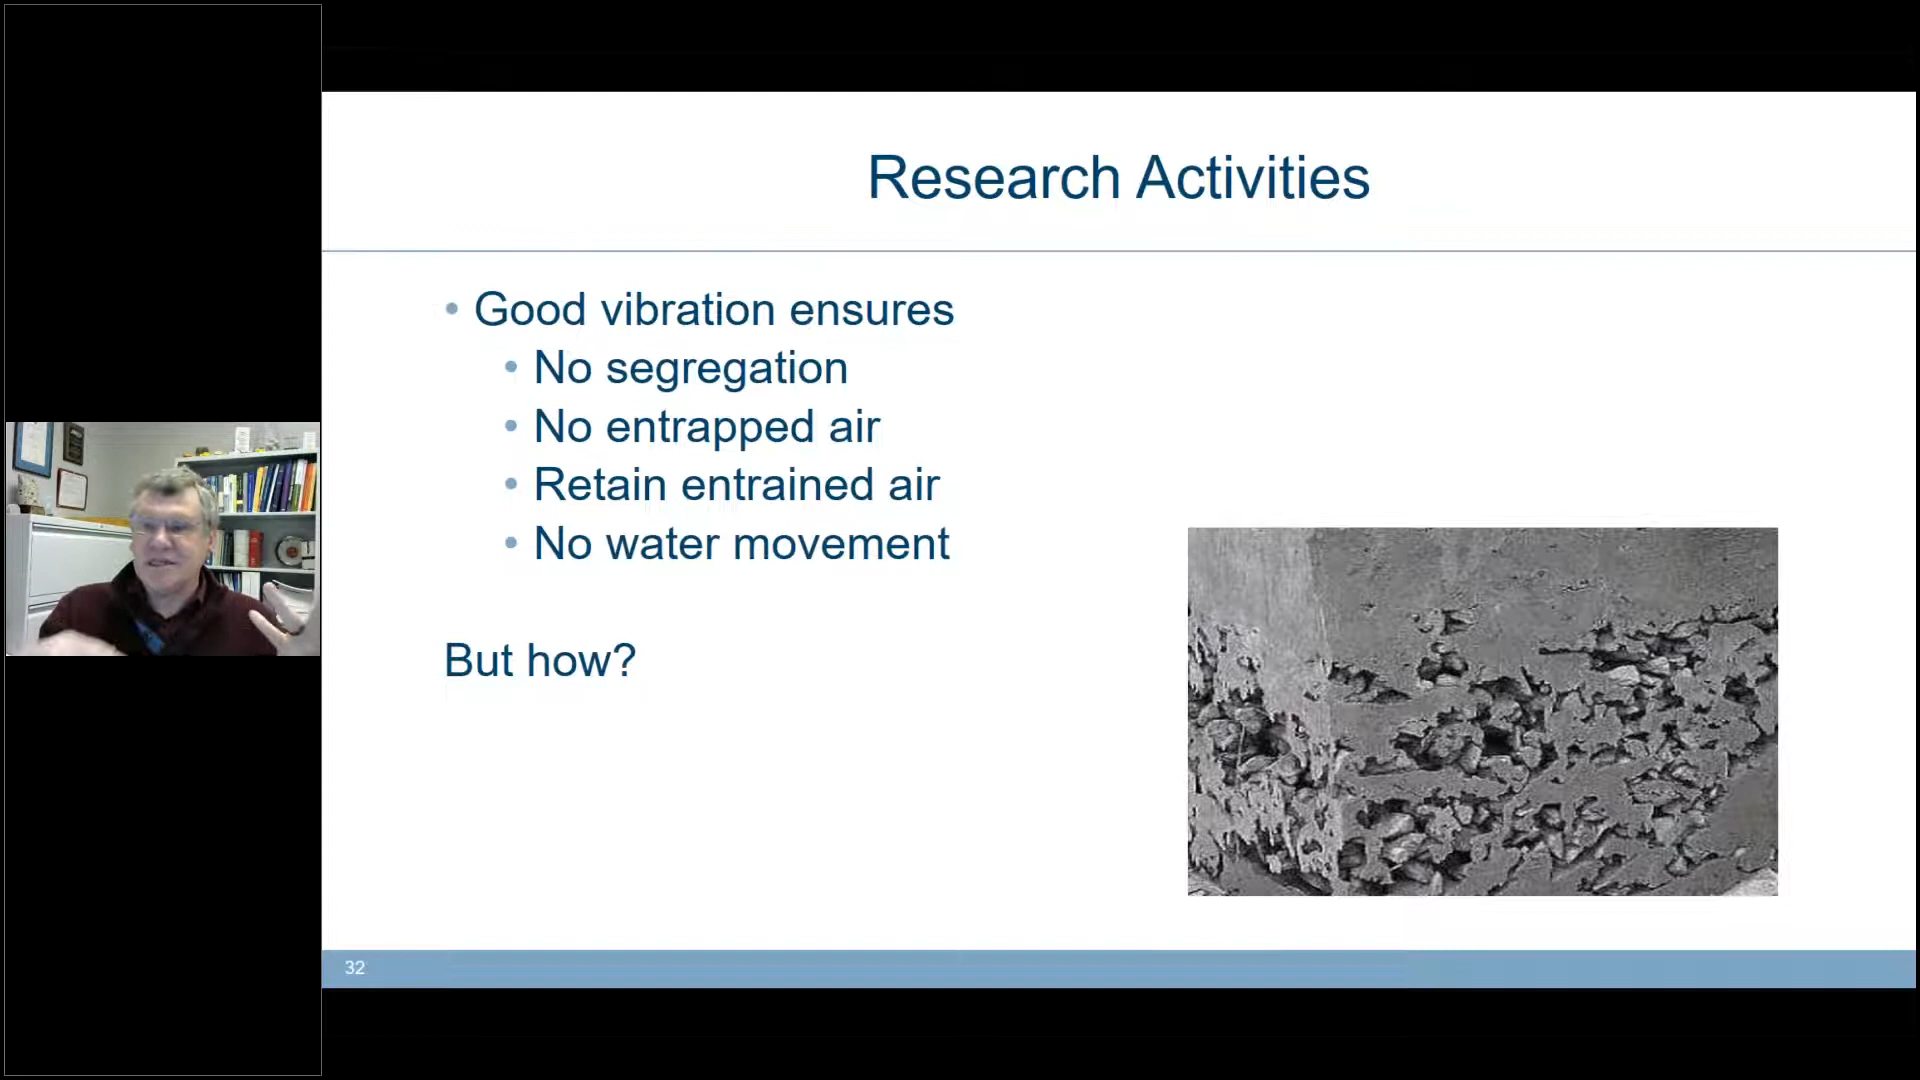 Research Activities
Good vibration ensures
No segregation
No entrapped air
Retain entrained air
No water movement
But how?
32